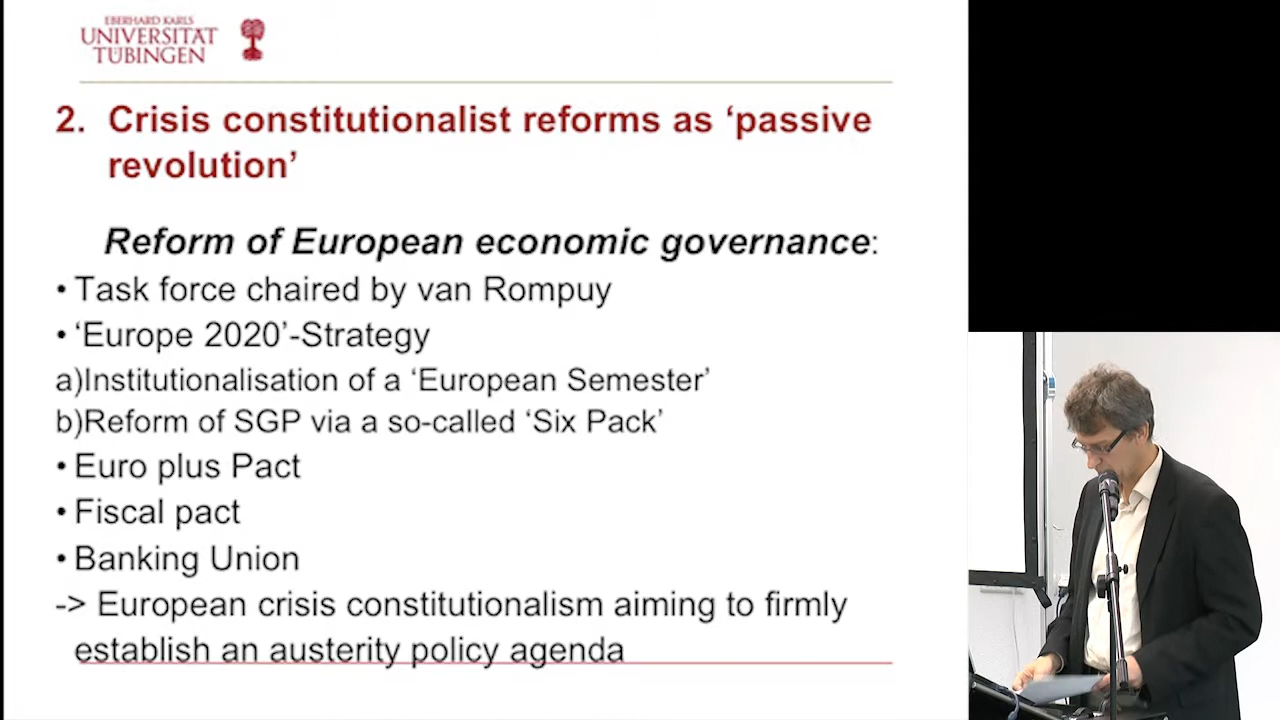 EBERHARD KARLS
UNIVERSITÄT
TÜBINGEN
2. Crisis constitutionalist reforms as ‘passive
revolution’
Reform of European economic governance:
• Task force chaired by van Rompuy
• ‘Europe 2020’-Strategy
a)Institutionalisation of a ‘European Semester’
b)Reform of SGP via a so-called ‘Six Pack’
• Euro plus Pact
• Fiscal pact
• Banking Union
-> European crisis constitutionalism aiming to firmly
establish an austerity policy agenda